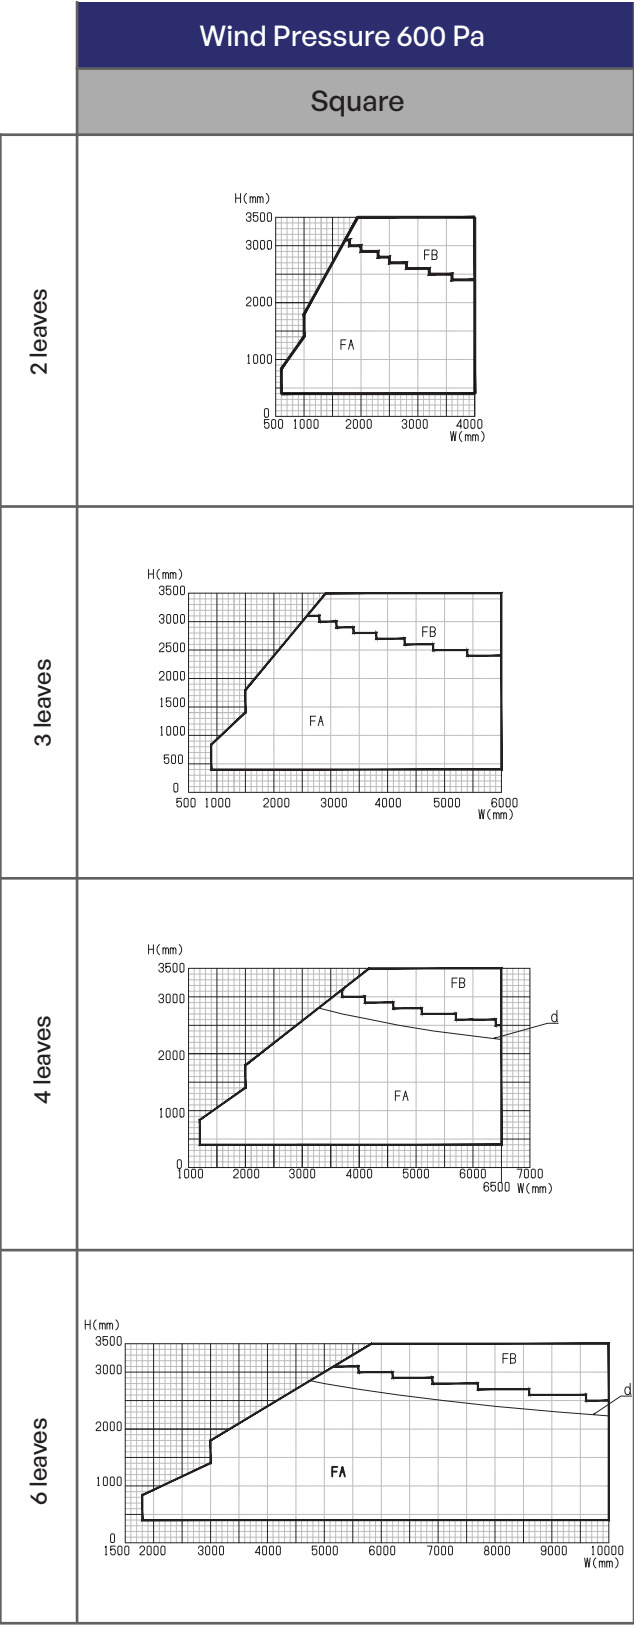 Wind Pressure 600 Pa
Square
2 leaves
H(mm)
3500
3000
2000
1000
0
FB
FA
500 1000 2000 3000 4000
W(mm)
3 leaves
H(mm)
3500
3000
2500
2000
1500
1000
500
0
FB
FA
500 1000 2000 3000 4000 5000 6000
W(mm)
4 leaves
H(mm)
3500
3000
2000
1000
0
FB
d
FA
1000 2000 3000 4000 5000 6000 7000
6500 W(mm)
6 leaves
H(mm)
3500
3000
2000
1000
0
FB
d
FA
1500 2000 3000 4000 5000 6000 7000 8000 9000 10000
W(mm)